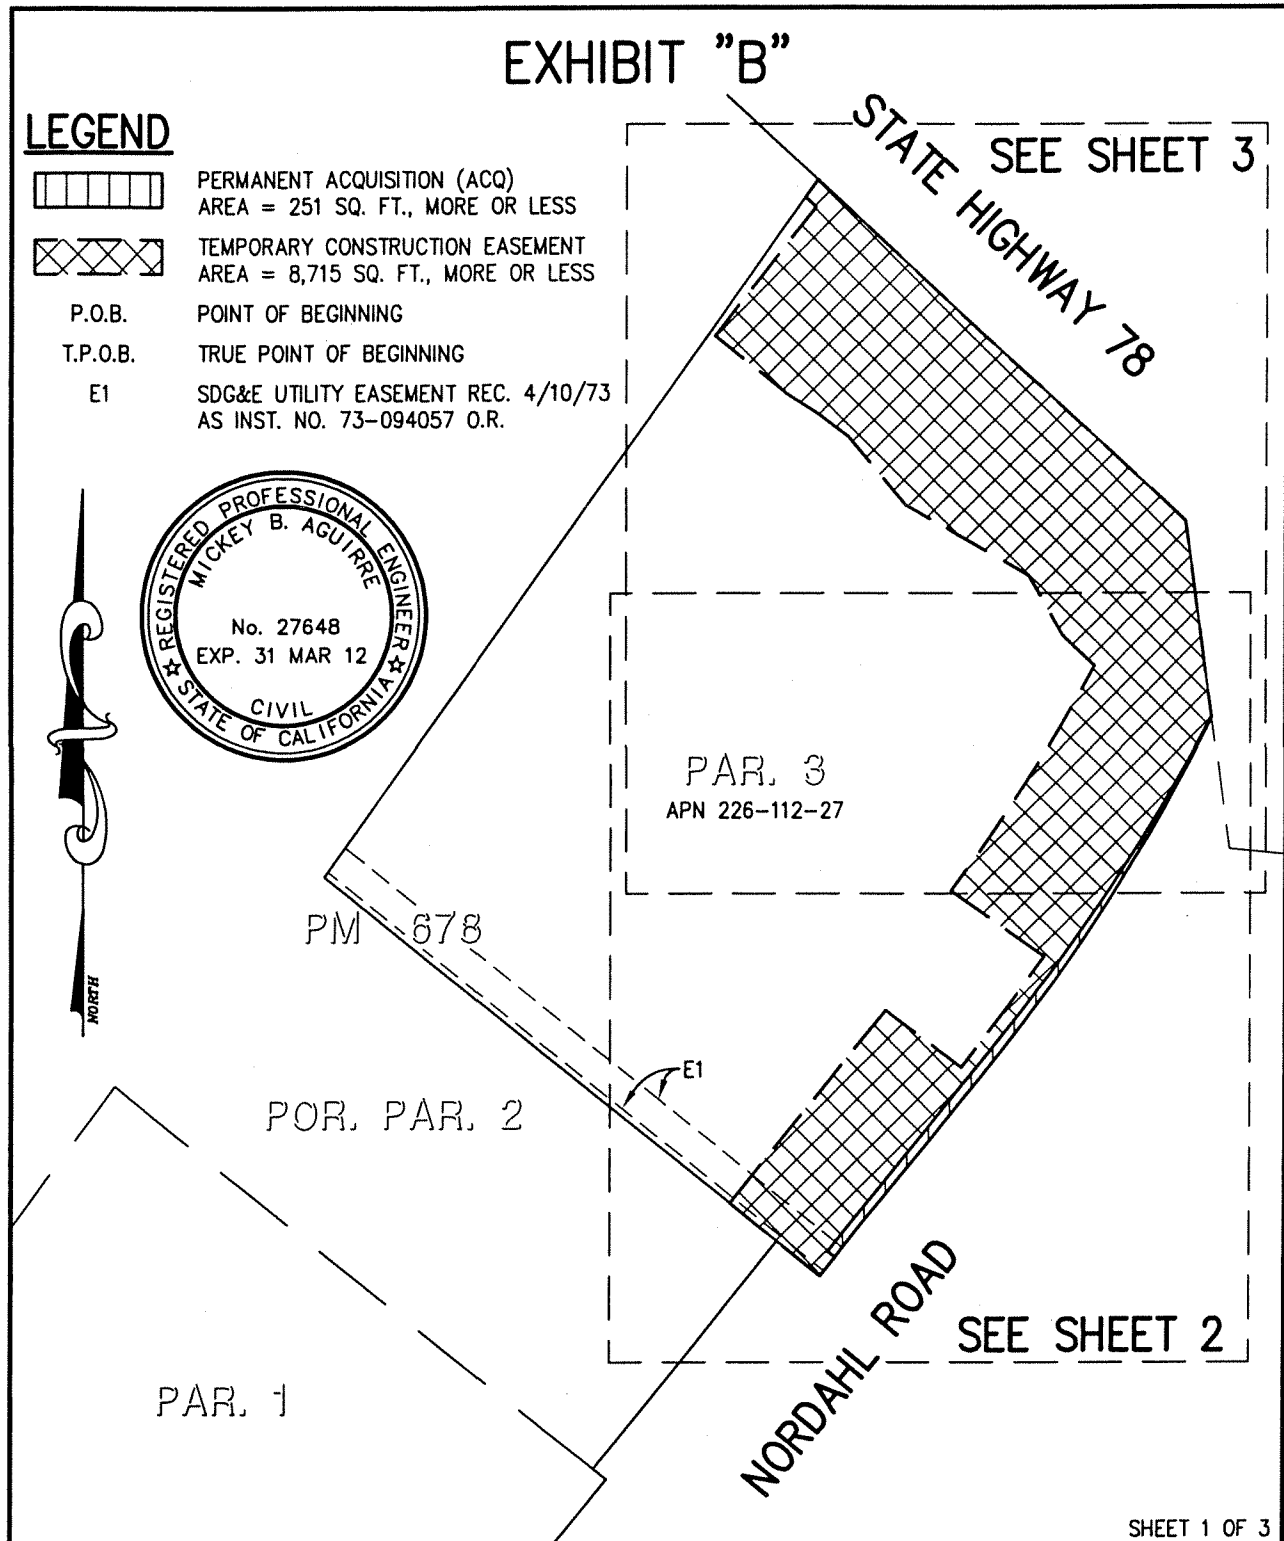 EXHIBIT "B"
LEGEND
PERMANENT ACQUISITION (ACQ)
AREA = 251 SQ. FT., MORE OR LESS
TEMPORARY CONSTRUCTION EASEMENT
AREA = 8,715 SQ. FT., MORE OR LESS
P.O.B. POINT OF BEGINNING
T.P.O.B. TRUE POINT OF BEGINNING
E1 SDG&E UTILITY EASEMENT REC. 4/10/73
AS INST. NO. 73-094057 O.R.
STATE HIGHWAY 78
SEE SHEET 3
REGISTERED PROFESSIONAL ENGINEER
MICKEY B. AGUIRRE
No. 27648
EXP. 31 MAR 12
CIVIL
STATE OF CALIFORNIA
NORTH
PAR. 3
APN 226-112-27
PM 678
E1
POR. PAR. 2
PAR. 1
NORDAHL ROAD
SEE SHEET 2
SHEET 1 OF 3